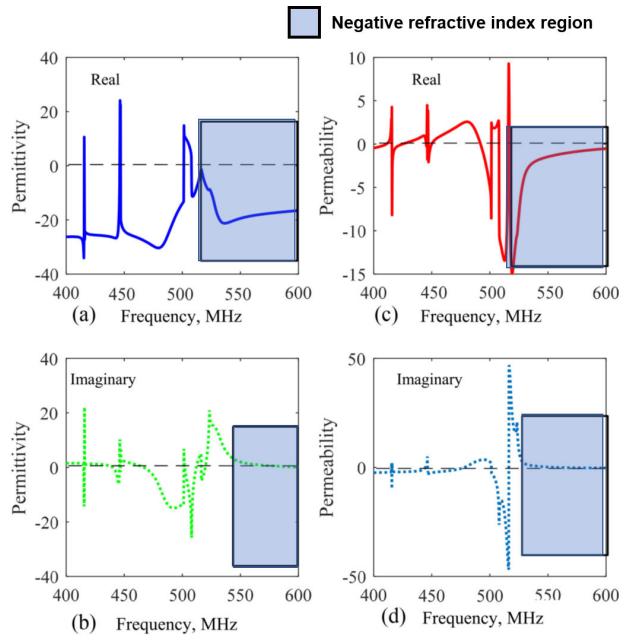 Negative refractive index region
20
40
0
-20
-40
Permittivity
Real
400
450
500
550
600
(a)
Frequency, MHz
10
5
0
-5
-10
-15
Permeability
Real
400
450
500
550
600
(c)
Frequency, MHz
40
20
0
-20
-40
Permittivity
Imaginary
400
450
500
550
600
(b)
Frequency, MHz
50
0
-50
Permeability
Imaginary
400
450
500
550
600
(d)
Frequency, MHz